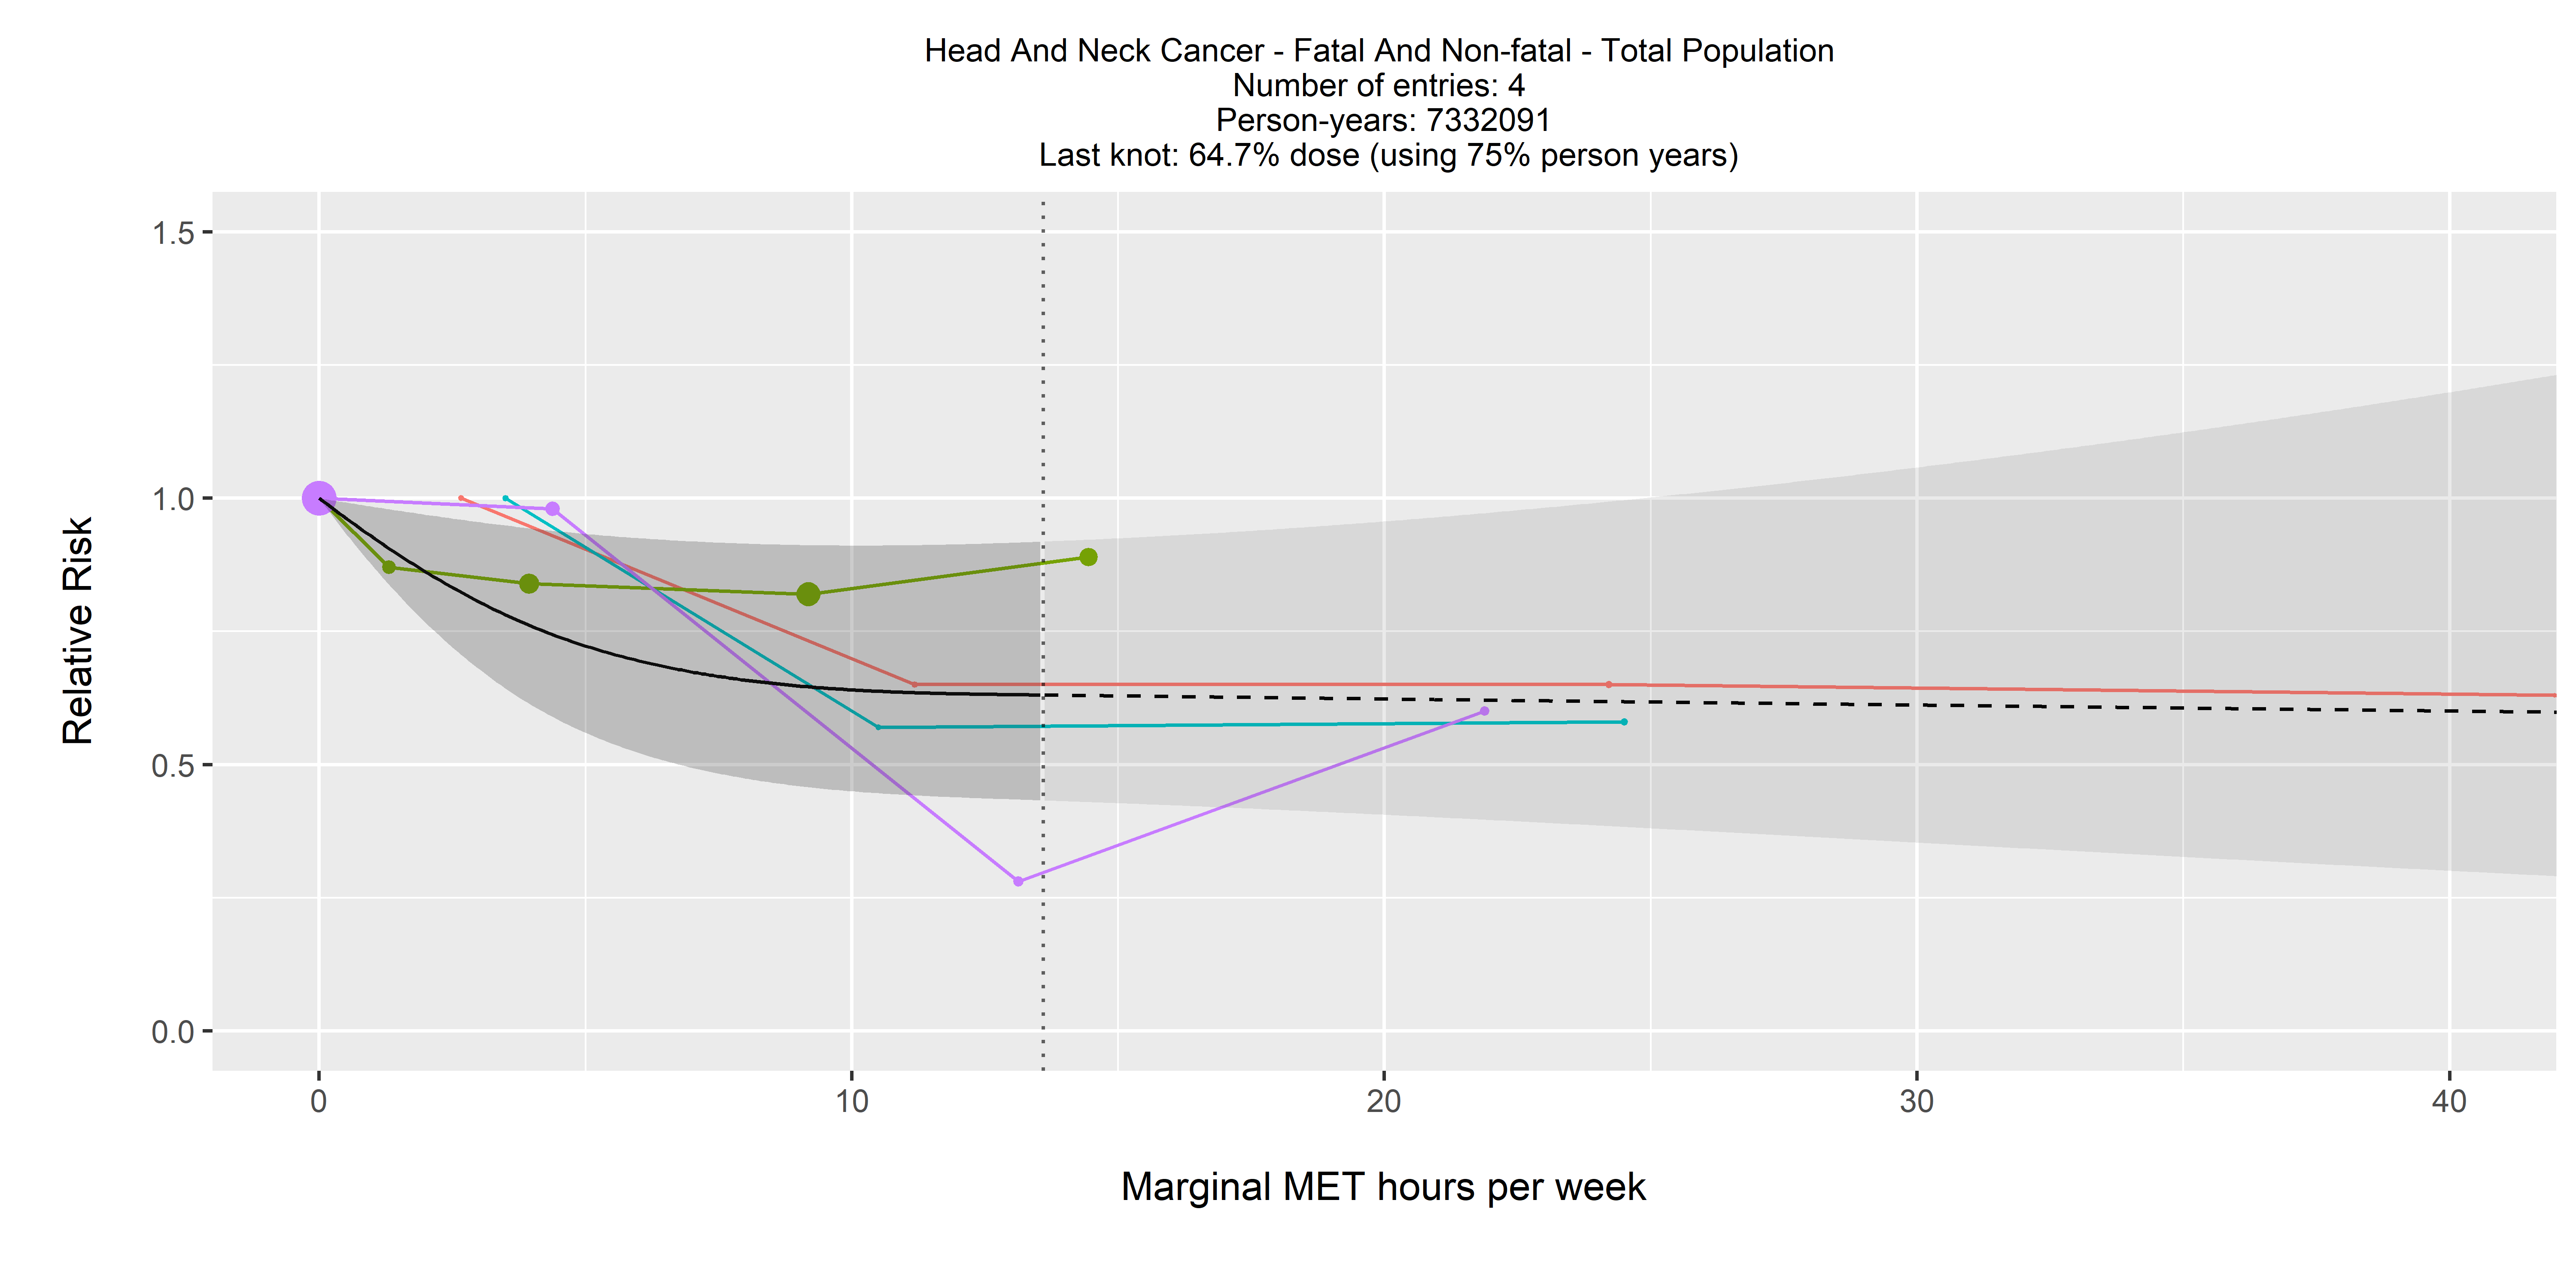 Head And Neck Cancer - Fatal And Non-fatal - Total Population
Number of entries: 4
Person-years: 7332091
Last knot: 64.7% dose (using 75% person years)
1.5
1.0
0.5
0.0
Relative Risk
0 10 20 30 40
Marginal MET hours per week